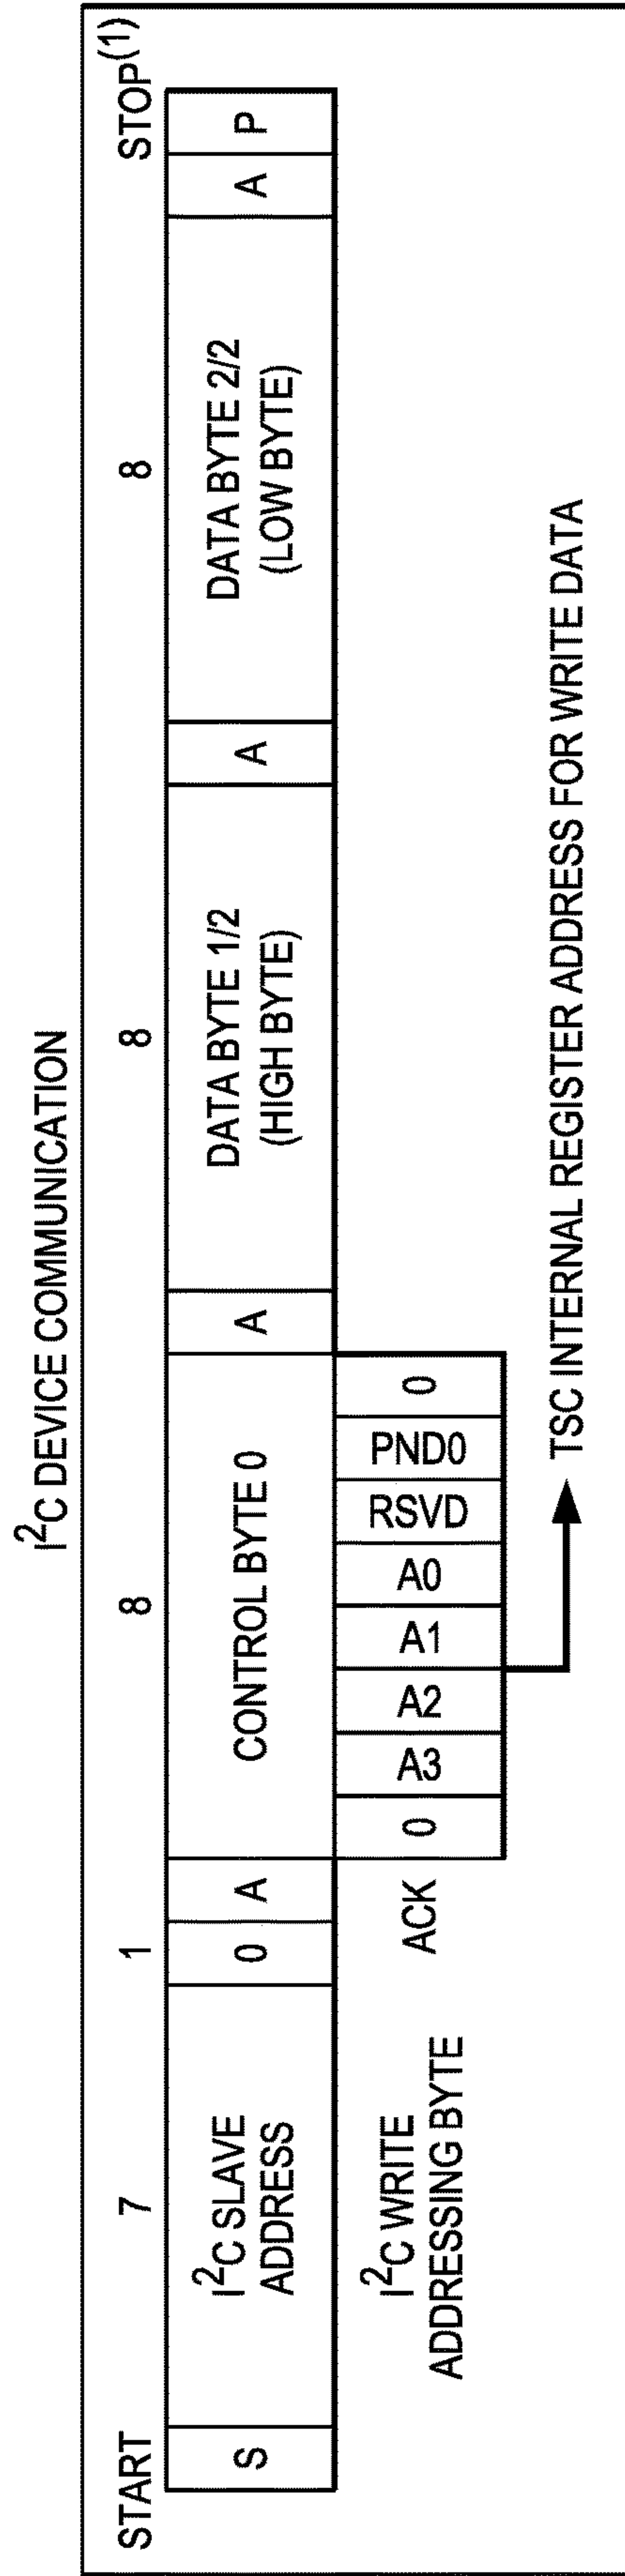 I²C DEVICE COMMUNICATION
START 7 1 8 8 8 STOP(1)
S I²C SLAVE ADDRESS 0 A CONTROL BYTE 0 A DATA BYTE 1/2 (HIGH BYTE) A DATA BYTE 2/2 (LOW BYTE) A P
I²C WRITE
ADDRESSING BYTE
ACK
0 A3 A2 A1 A0 RSVD PND0 0
TSC INTERNAL REGISTER ADDRESS FOR WRITE DATA